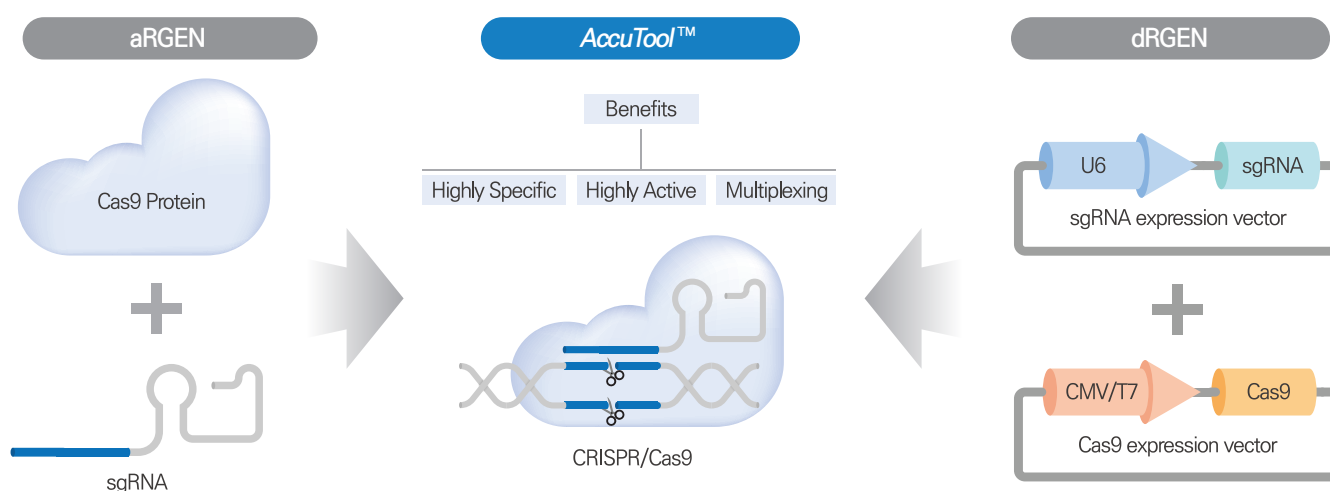 aRGEN
AccuTool™
dRGEN
Benefits
Highly Specific
Highly Active
Multiplexing
Cas9 Protein
U6
sgRNA
sgRNA expression vector
CMV/T7
Cas9
Cas9 expression vector
CRISPR/Cas9
sgRNA